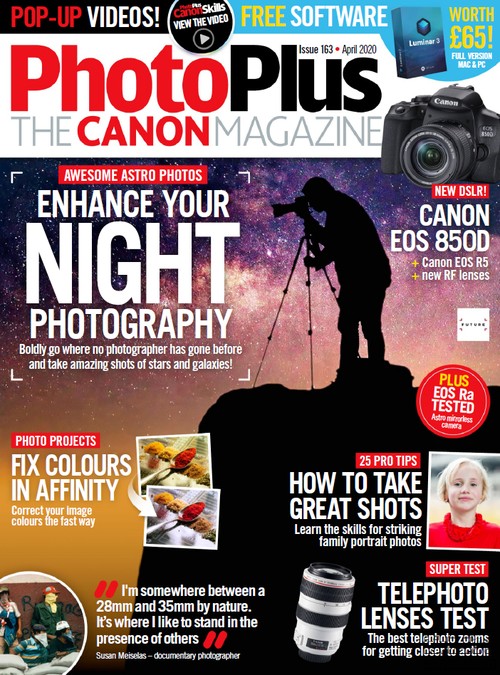 POP-UP VIDEOS!
CanonSkills
VIEW THE VIDEO
FREE SOFTWARE
Luminar 3
WORTH
£65!
FULL VERSION
MAC & PC
Issue 163 • April 2020
PhotoPlus
THE CANON MAGAZINE
Canon
EOS
850D
AWESOME ASTRO PHOTOS
ENHANCE YOUR
NIGHT
PHOTOGRAPHY
Boldly go where no photographer has gone before
and take amazing shots of stars and galaxies!
NEW DSLR!
CANON
EOS 850D
+ Canon EOS R5
+ new RF lenses
FUTURE
PLUS
EOS Ra
TESTED
Astro mirrorless
camera
PHOTO PROJECTS
FIX COLOURS
IN AFFINITY
Correct your image
colours the fast way
25 PRO TIPS
HOW TO TAKE
GREAT SHOTS
Learn the skills for striking
family portrait photos
I'm somewhere between a
28mm and 35mm by nature.
It's where I like to stand in the
presence of others
Susan Meiselas – documentary photographer
SUPER TEST
TELEPHOTO
LENSES TEST
The best telephoto zooms
for getting closer to action